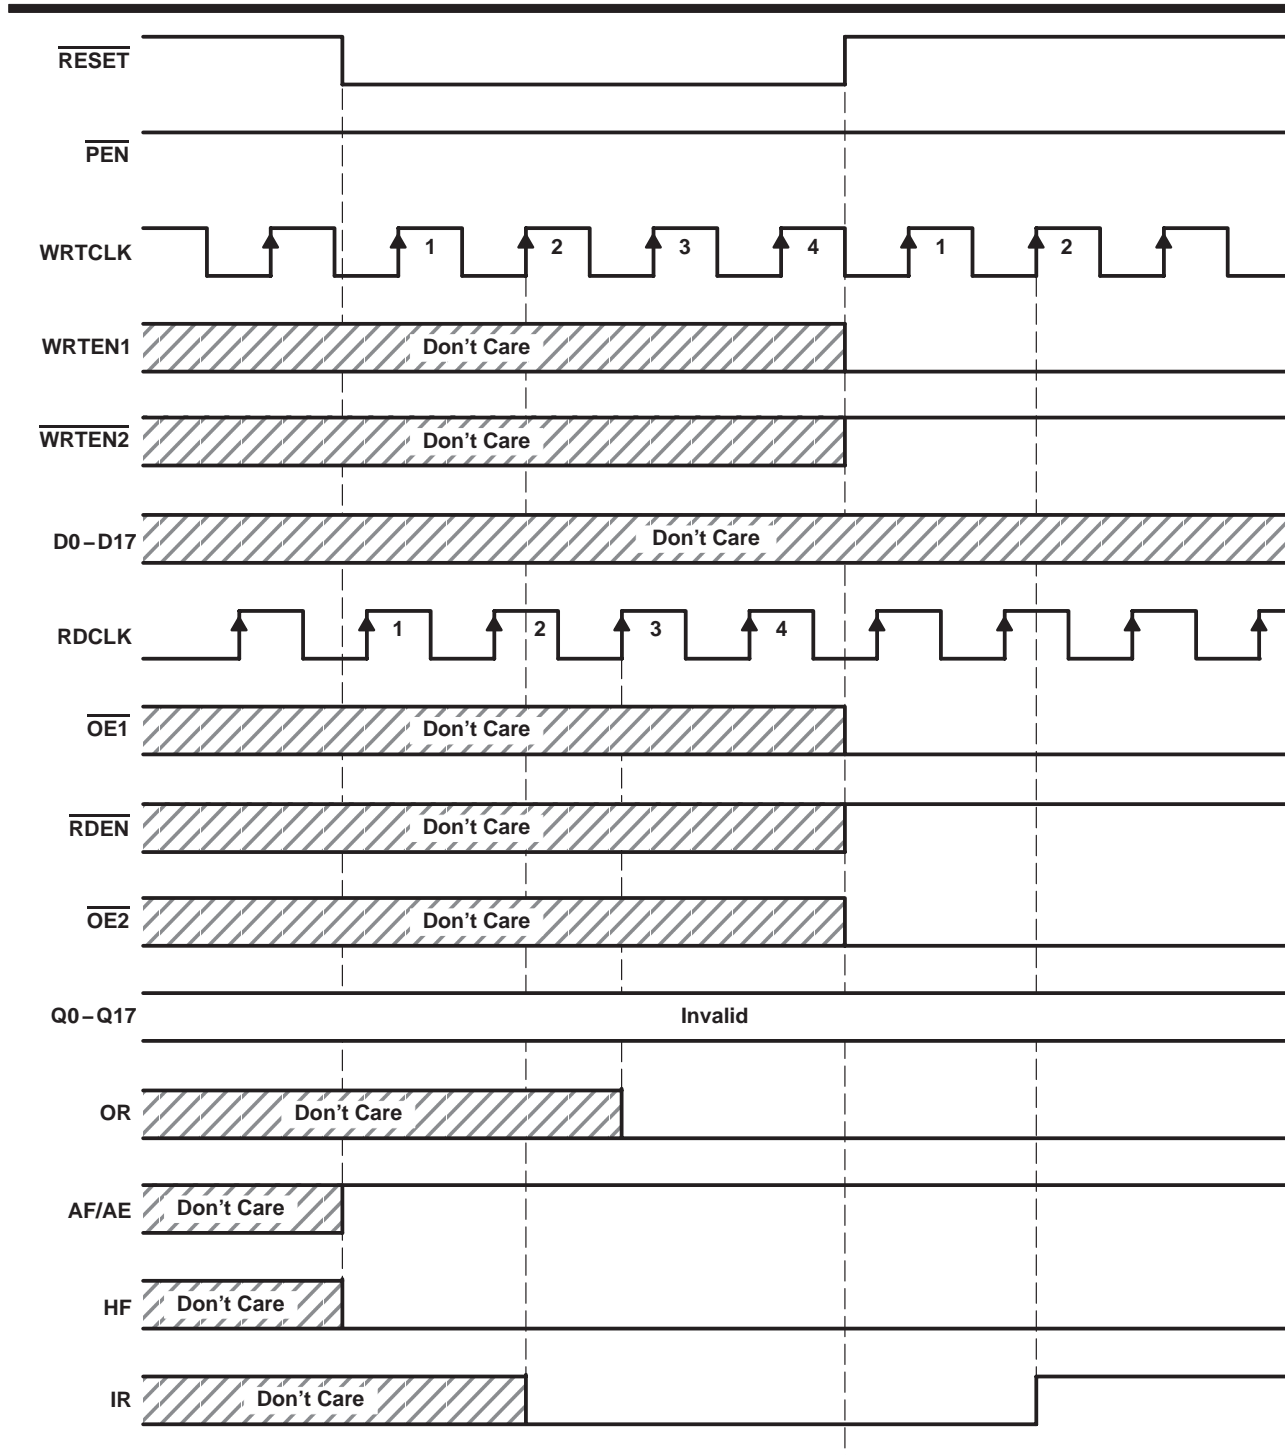 RESET
PEN
WRTCLK 1 2 3 4 1 2
WRTEN1 Don't Care
WRTEN2 Don't Care
D0–D17 Don't Care
RDCLK 1 2 3 4
OE1 Don't Care
RDEN Don't Care
OE2 Don't Care
Q0–Q17 Invalid
OR Don't Care
AF/AE Don't Care
HF Don't Care
IR Don't Care